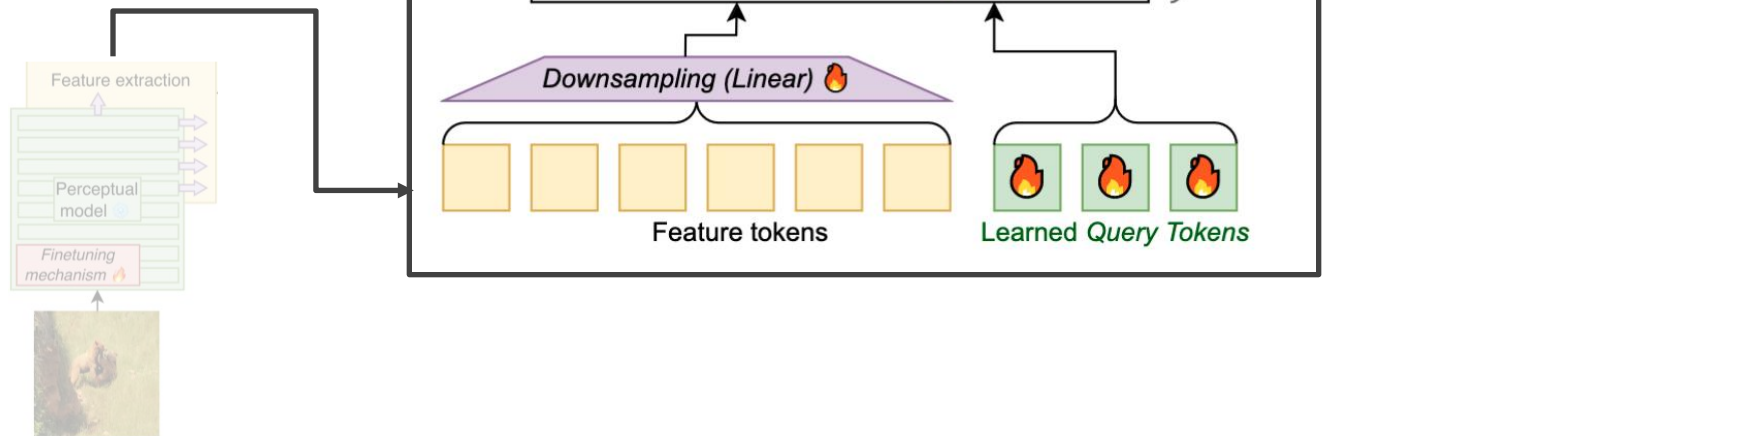 Feature extraction
Perceptual
model
Finetuning
mechanism
Downsampling (Linear)
Feature tokens
Learned Query Tokens